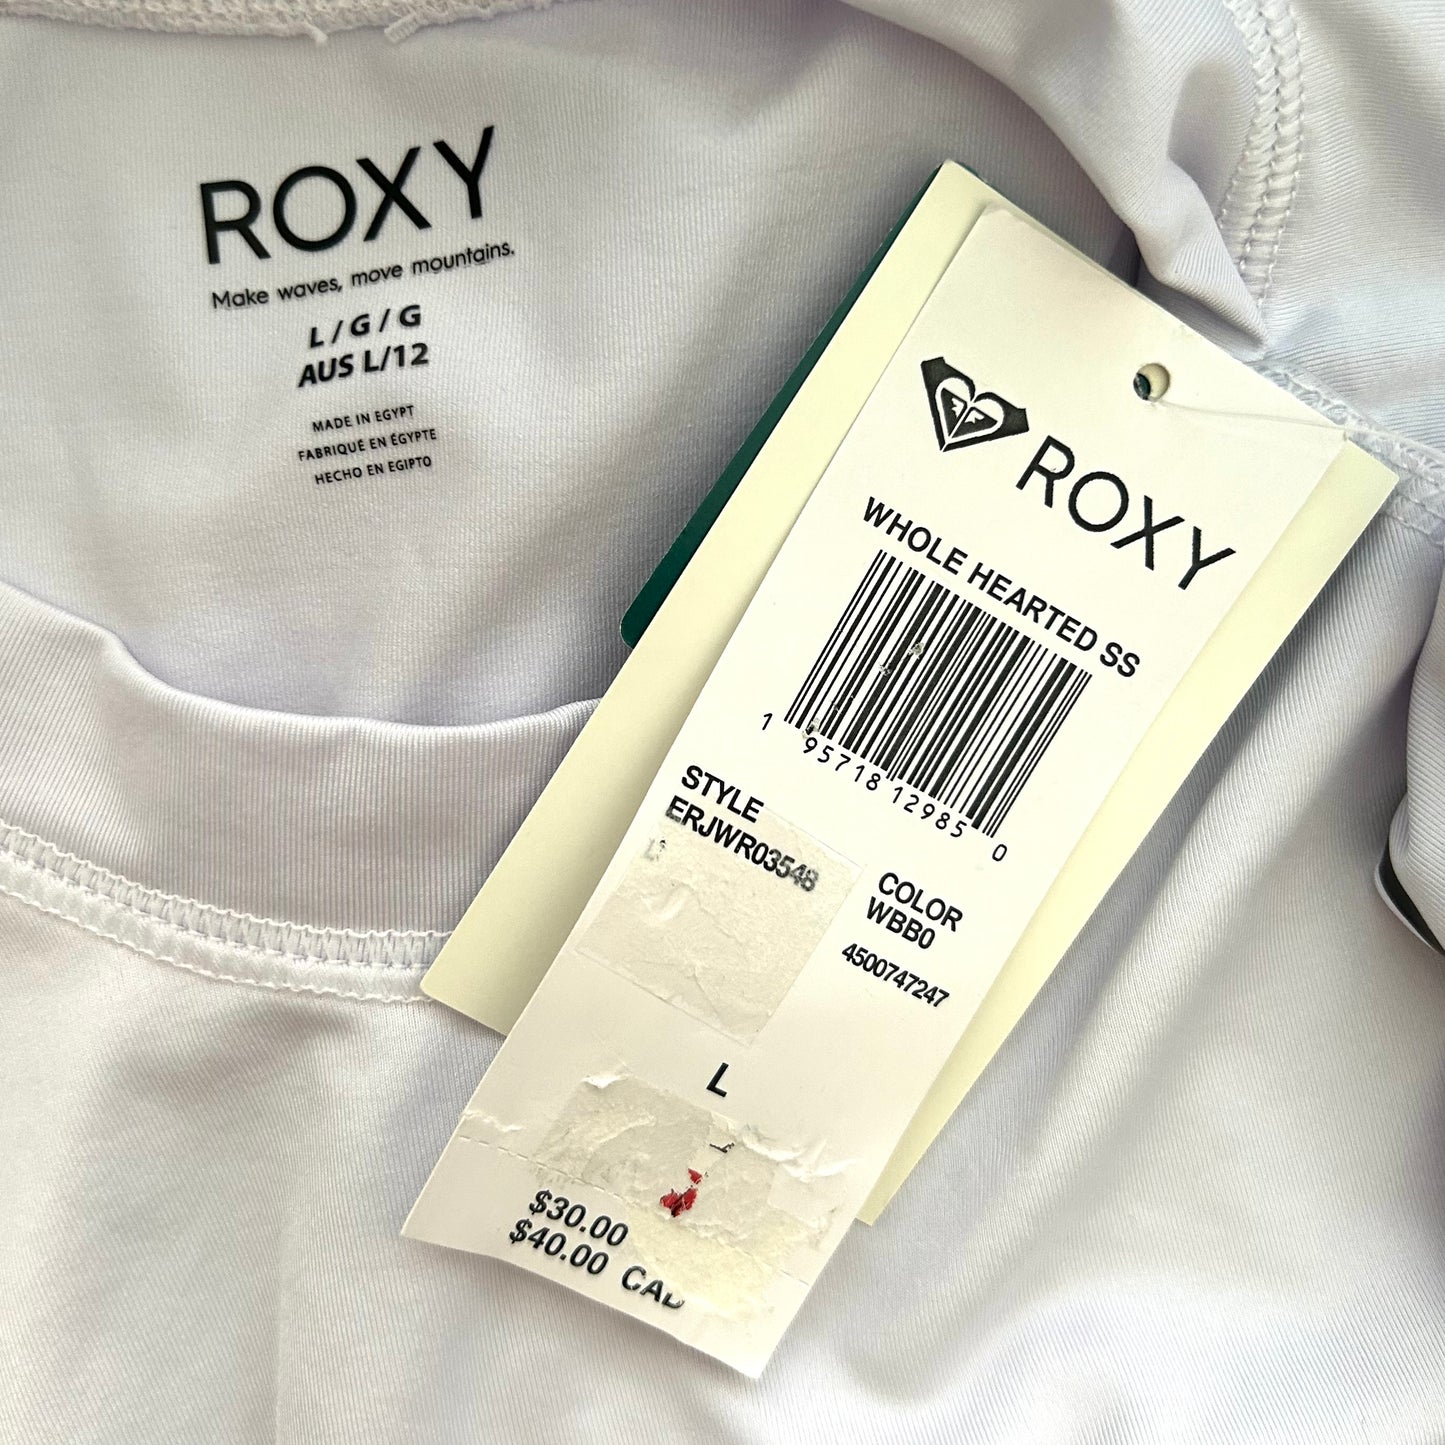 ROXY
Make waves, move mountains.
L / G / G
AUS L/12
MADE IN EGYPT
FABRIQUÉ EN ÉGYPTE
HECHO EN EGIPTO
ROXY
WHOLE HEARTED SS
1 95718 12985 0
STYLE
ERJWR03548
COLOR
WBB0
4500747247
L
$30.00
$40.00 CAD